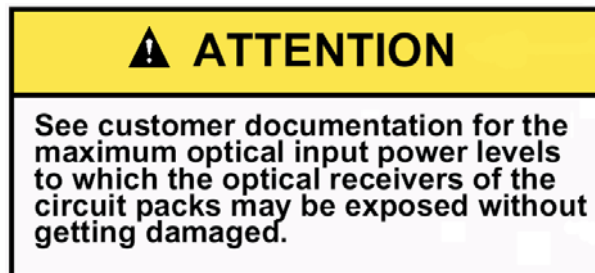 ATTENTION
See customer documentation for the
maximum optical input power levels
to which the optical receivers of the
circuit packs may be exposed without
getting damaged.